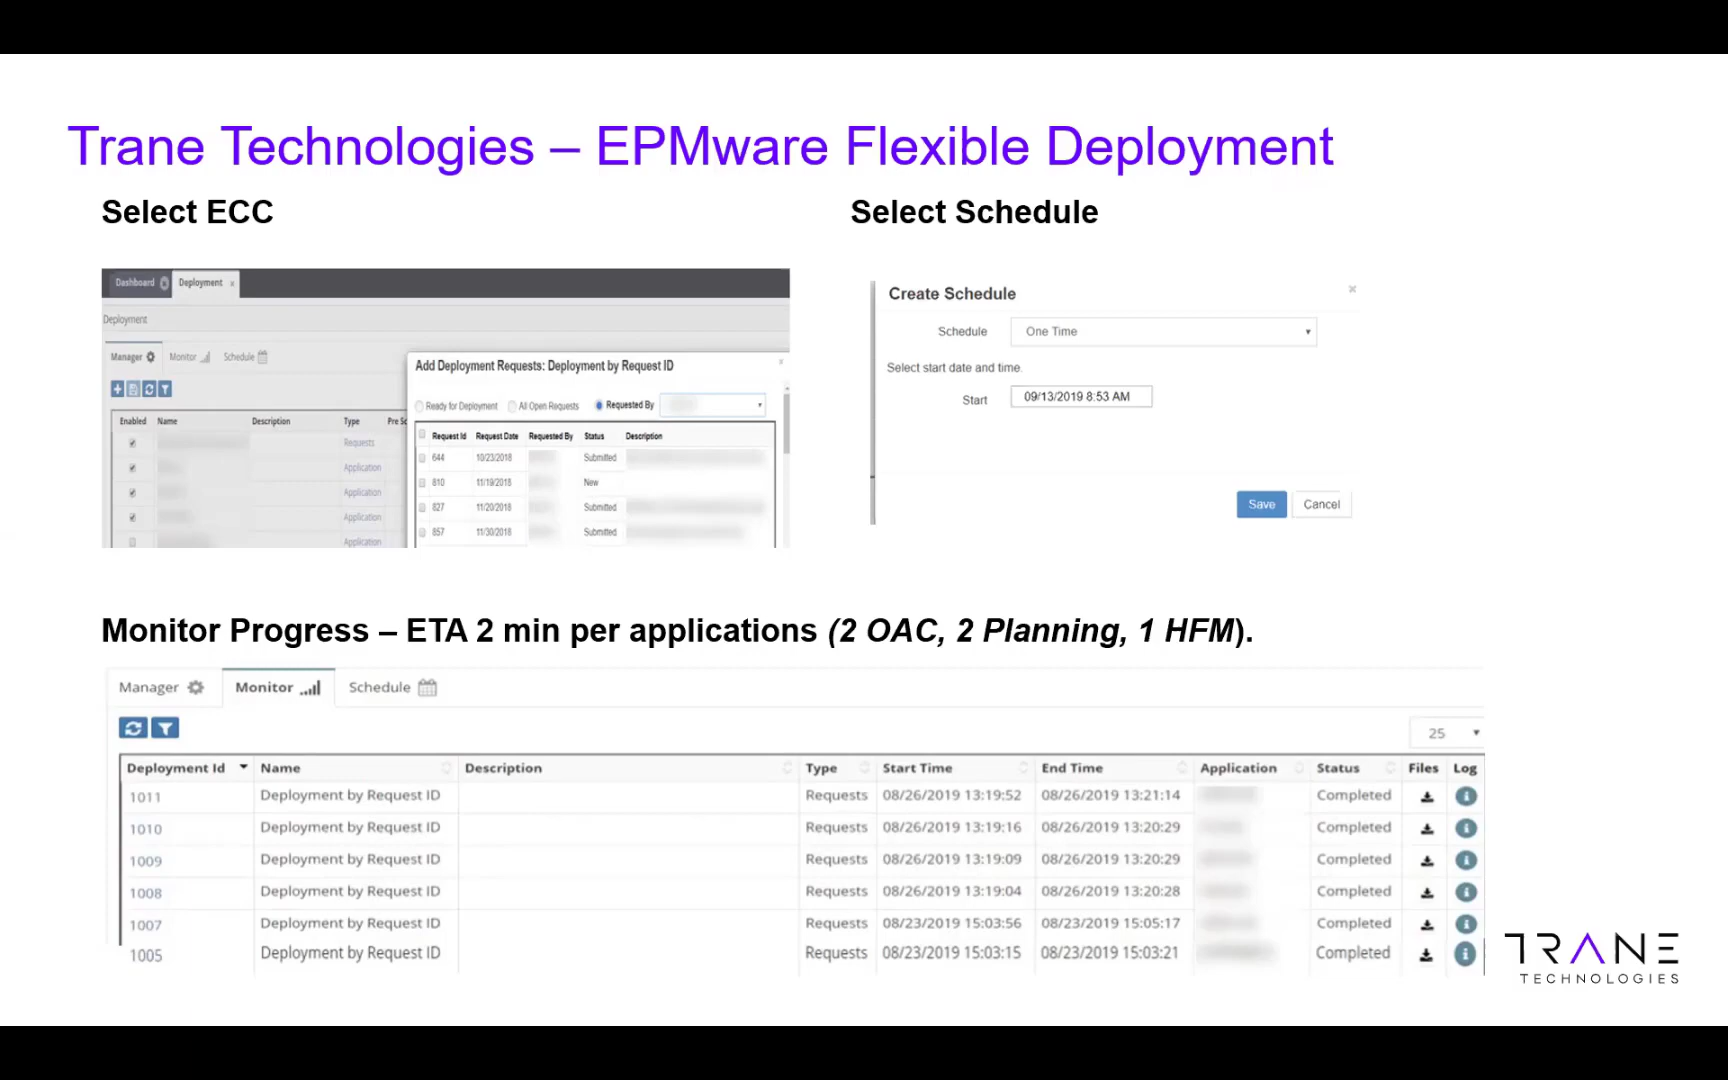 Trane Technologies – EPMware Flexible Deployment
Select ECC
Select Schedule
Dashboard Deployment x
Deployment
Manager Monitor Schedule
Enabled Name Description Type Pre Sc
Requests
Application
Application
Application
Application
Add Deployment Requests: Deployment by Request ID x
Ready for Deployment All Open Requests Requested By
Request Id Request Date Requested By Status Description
644 10/23/2018 Submitted
810 11/19/2018 New
827 11/20/2018 Submitted
857 11/30/2018 Submitted
Create Schedule x
Schedule One Time
Select start date and time.
Start 09/13/2019 8:53 AM
Save Cancel
Monitor Progress – ETA 2 min per applications (2 OAC, 2 Planning, 1 HFM).
Manager Monitor Schedule
25
Deployment Id Name Description Type Start Time End Time Application Status Files Log
1011 Deployment by Request ID Requests 08/26/2019 13:19:52 08/26/2019 13:21:14 Completed
1010 Deployment by Request ID Requests 08/26/2019 13:19:16 08/26/2019 13:20:29 Completed
1009 Deployment by Request ID Requests 08/26/2019 13:19:09 08/26/2019 13:20:29 Completed
1008 Deployment by Request ID Requests 08/26/2019 13:19:04 08/26/2019 13:20:28 Completed
1007 Deployment by Request ID Requests 08/23/2019 15:03:56 08/23/2019 15:05:17 Completed
1005 Deployment by Request ID Requests 08/23/2019 15:03:15 08/23/2019 15:03:21 Completed
TRANE
TECHNOLOGIES